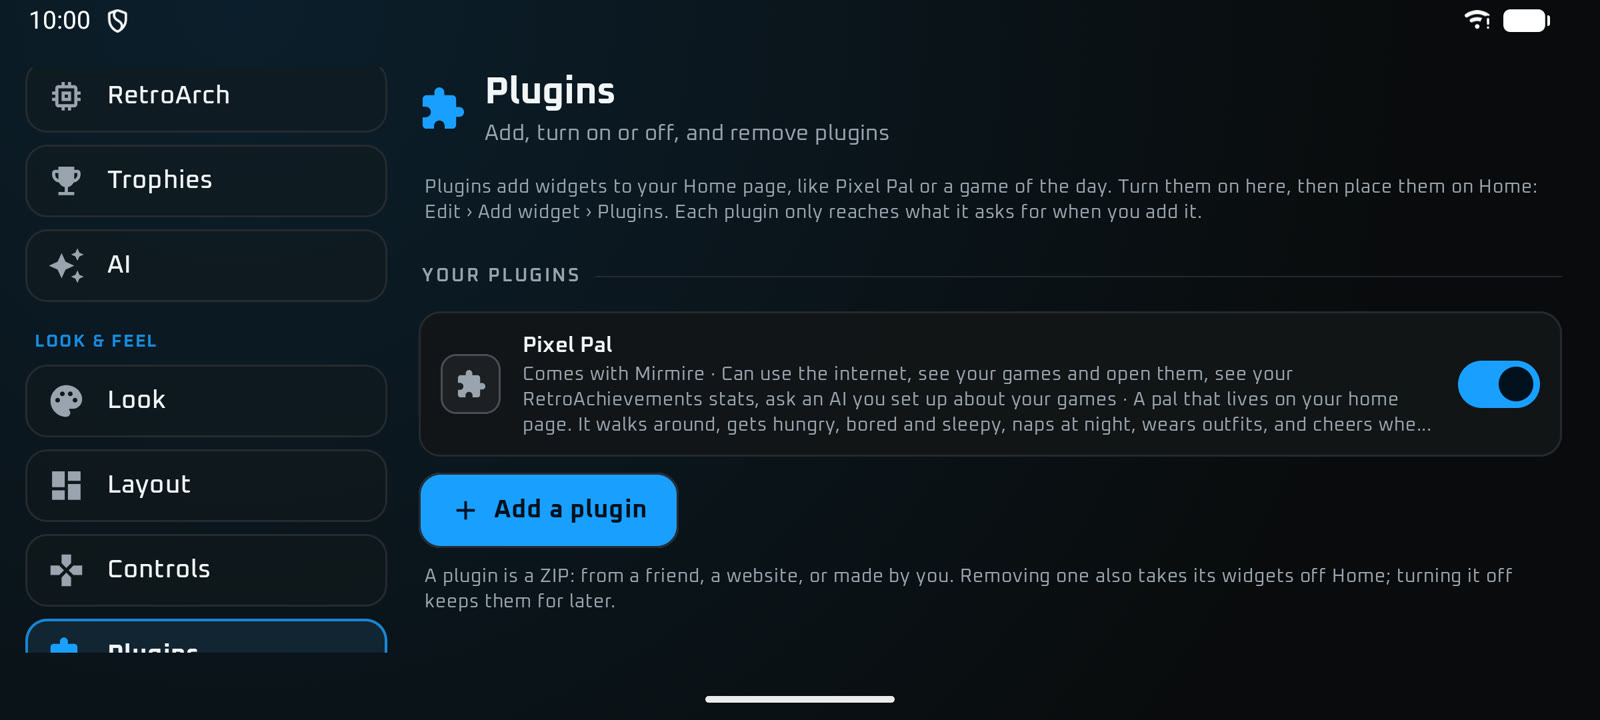 10:00
RetroArch
Trophies
AI
LOOK & FEEL
Look
Layout
Controls
Plugins
Plugins
Add, turn on or off, and remove plugins
Plugins add widgets to your Home page, like Pixel Pal or a game of the day. Turn them on here, then place them on Home:
Edit › Add widget › Plugins. Each plugin only reaches what it asks for when you add it.
YOUR PLUGINS
Pixel Pal
Comes with Mirmire · Can use the internet, see your games and open them, see your
RetroAchievements stats, ask an AI you set up about your games · A pal that lives on your home
page. It walks around, gets hungry, bored and sleepy, naps at night, wears outfits, and cheers whe...
+ Add a plugin
A plugin is a ZIP: from a friend, a website, or made by you. Removing one also takes its widgets off Home; turning it off
keeps them for later.